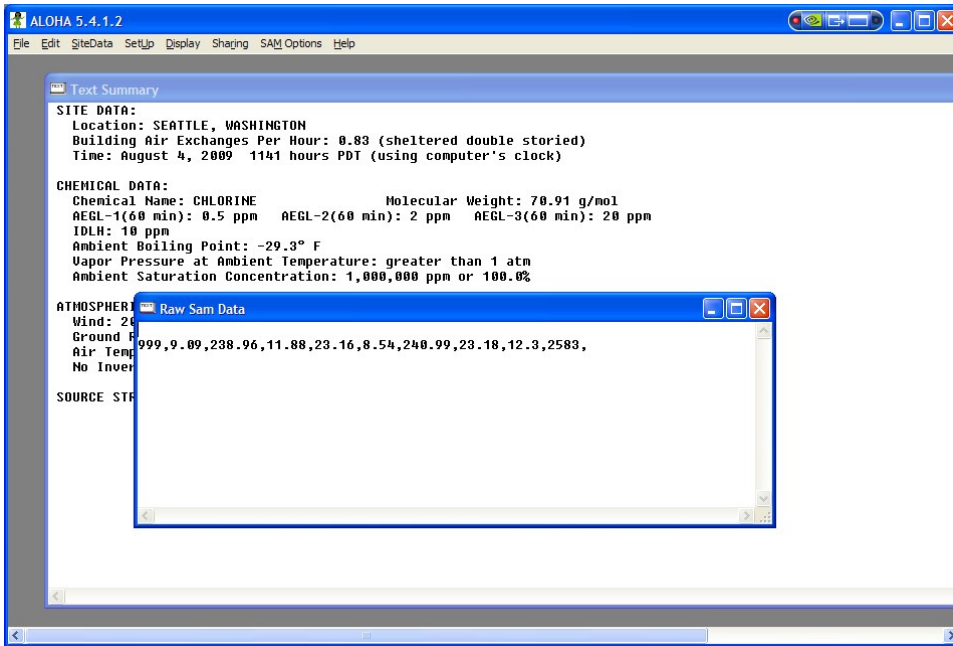 ALOHA 5.4.1.2
File Edit SiteData SetUp Display Sharing SAM Options Help
Text Summary
SITE DATA:
Location: SEATTLE, WASHINGTON
Building Air Exchanges Per Hour: 0.83 (sheltered double storied)
Time: August 4, 2009 1141 hours PDT (using computer's clock)
CHEMICAL DATA:
Chemical Name: CHLORINE Molecular Weight: 70.91 g/mol
AEGL-1(60 min): 0.5 ppm AEGL-2(60 min): 2 ppm AEGL-3(60 min): 20 ppm
IDLH: 10 ppm
Ambient Boiling Point: -29.3° F
Vapor Pressure at Ambient Temperature: greater than 1 atm
Ambient Saturation Concentration: 1,000,000 ppm or 100.0%
ATMOSPHERI
Raw Sam Data
Wind: 20
Ground R
999,9.09,238.96,11.88,23.16,8.54,240.99,23.18,12.3,2583,
Air Temp
No Inver
SOURCE STR